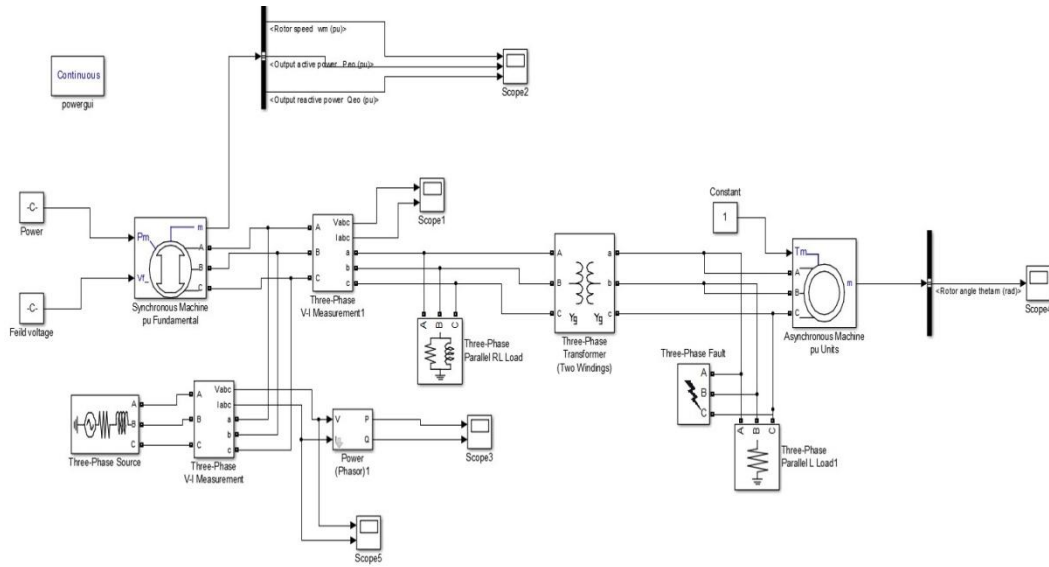 <Rotor speed wm (pu)>
<Output active power Peo (pu)>
<Output reactive power Qeo (pu)>
Scope2
Continuous
powergui
-C-
Power
Pm
m
Vf_
A
B
C
Synchronous Machine
pu Fundamental
-C-
Feild voltage
A
B
C
Vabc
Iabc
a
b
c
Three-Phase
V-I Measurement1
Scope1
A
B
C
Three-Phase
Parallel RL Load
A
B
C
a
b
c
Yg
Yg
Three-Phase
Transformer
(Two Windings)
Constant
1
Tm
A
B
C
m
Asynchronous Machine
pu Units
<Rotor angle thetam (rad)>
Three-Phase Fault
A
B
C
A
B
C
Three-Phase
Parallel L Load1
A
B
C
Three-Phase Source
A
B
C
Vabc
Iabc
a
b
c
Three-Phase
V-I Measurement
V
P
Q
Power
(Phasor)1
Scope3
Scope5